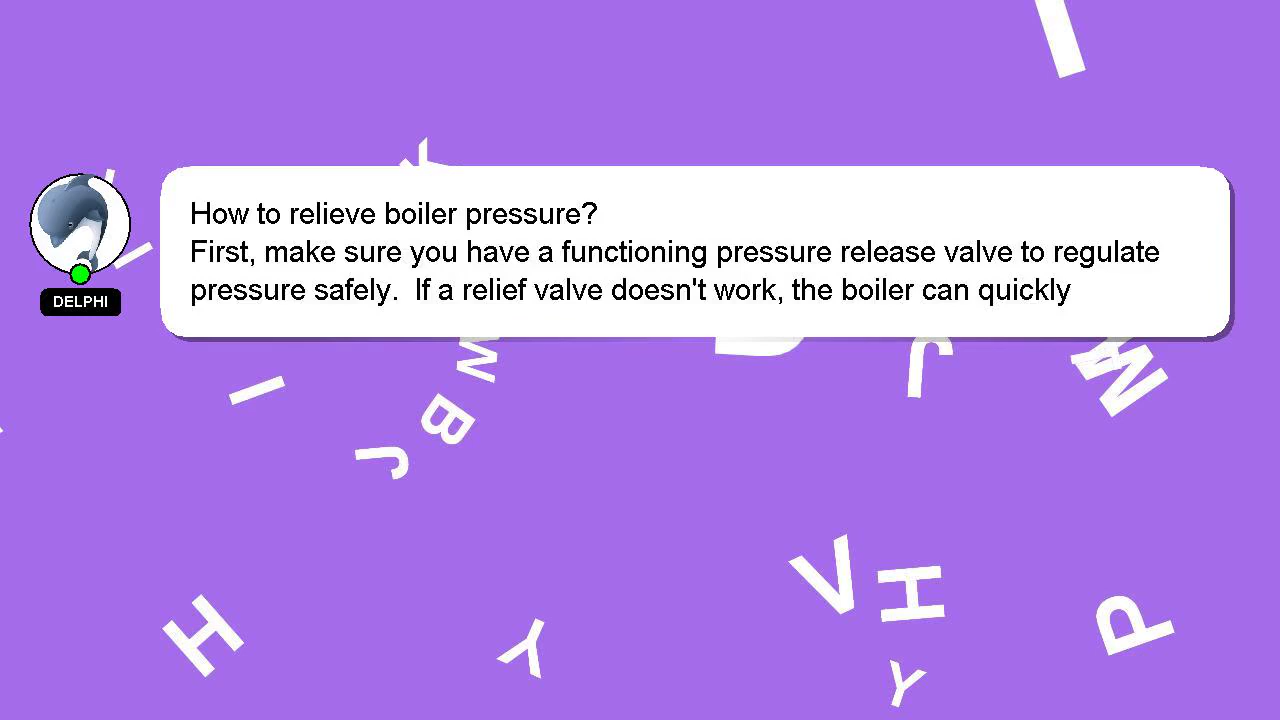 How to relieve boiler pressure?
First, make sure you have a functioning pressure release valve to regulate
pressure safely.  If a relief valve doesn't work, the boiler can quickly
DELPHI
I
Y
I
W
B
J
J
M
V
H
P
H
Y
Y